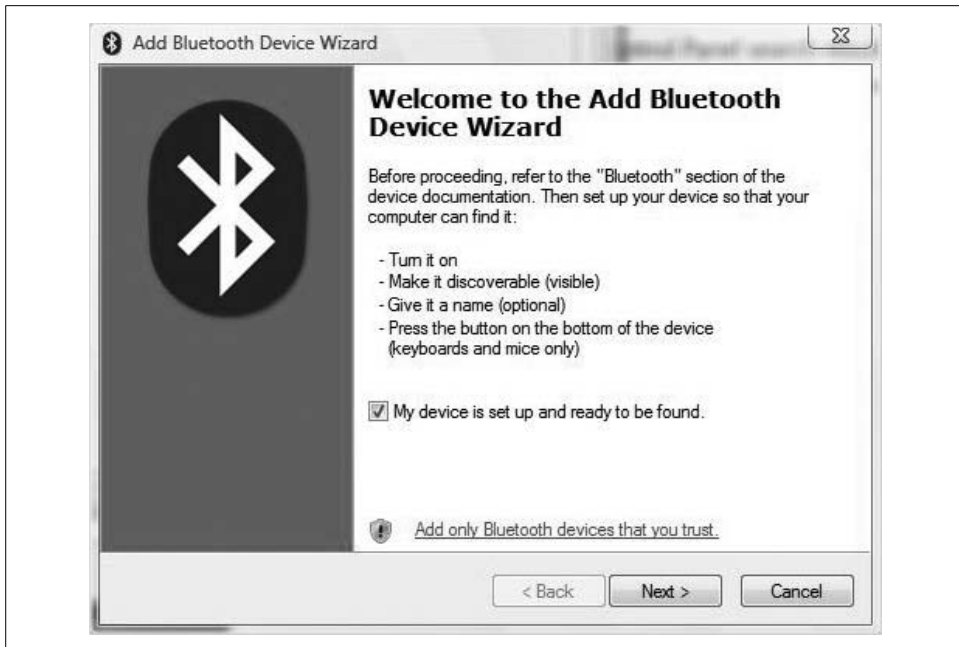 Add Bluetooth Device Wizard
Welcome to the Add Bluetooth
Device Wizard
Before proceeding, refer to the "Bluetooth" section of the
device documentation. Then set up your device so that your
computer can find it:
- Turn it on
- Make it discoverable (visible)
- Give it a name (optional)
- Press the button on the bottom of the device
(keyboards and mice only)
My device is set up and ready to be found.
Add only Bluetooth devices that you trust.
< Back
Next >
Cancel